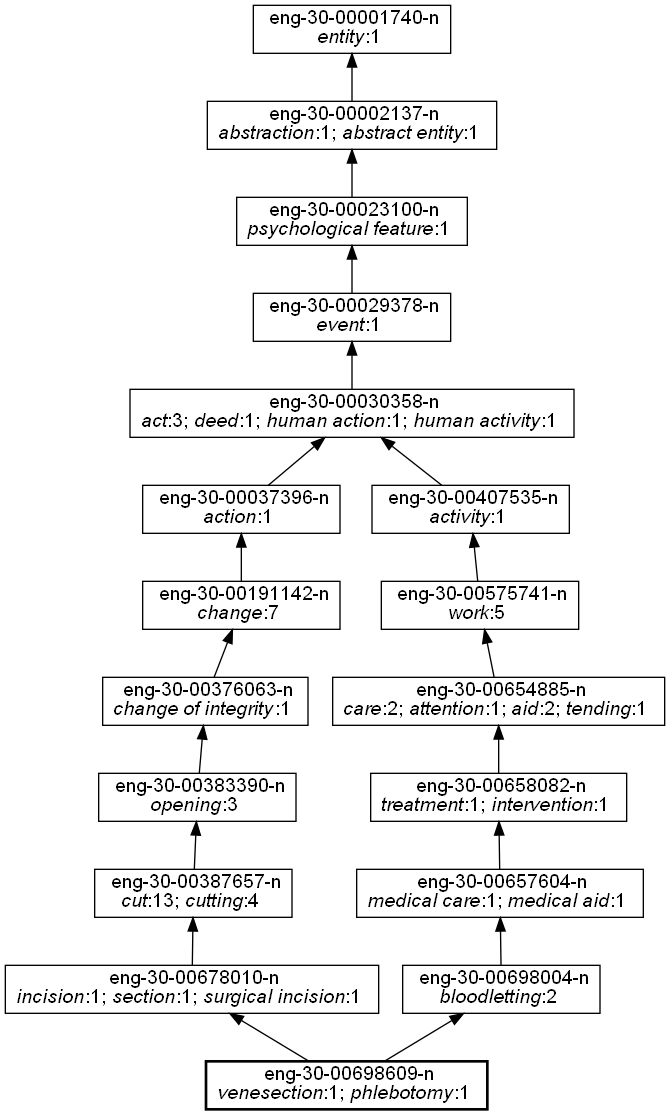 eng-30-00001740-n
entity:1
eng-30-00002137-n
abstraction:1; abstract entity:1
eng-30-00023100-n
psychological feature:1
eng-30-00029378-n
event:1
eng-30-00030358-n
act:3; deed:1; human action:1; human activity:1
eng-30-00037396-n
action:1
eng-30-00407535-n
activity:1
eng-30-00191142-n
change:7
eng-30-00575741-n
work:5
eng-30-00376063-n
change of integrity:1
eng-30-00654885-n
care:2; attention:1; aid:2; tending:1
eng-30-00383390-n
opening:3
eng-30-00658082-n
treatment:1; intervention:1
eng-30-00387657-n
cut:13; cutting:4
eng-30-00657604-n
medical care:1; medical aid:1
eng-30-00678010-n
incision:1; section:1; surgical incision:1
eng-30-00698004-n
bloodletting:2
eng-30-00698609-n
venesection:1; phlebotomy:1